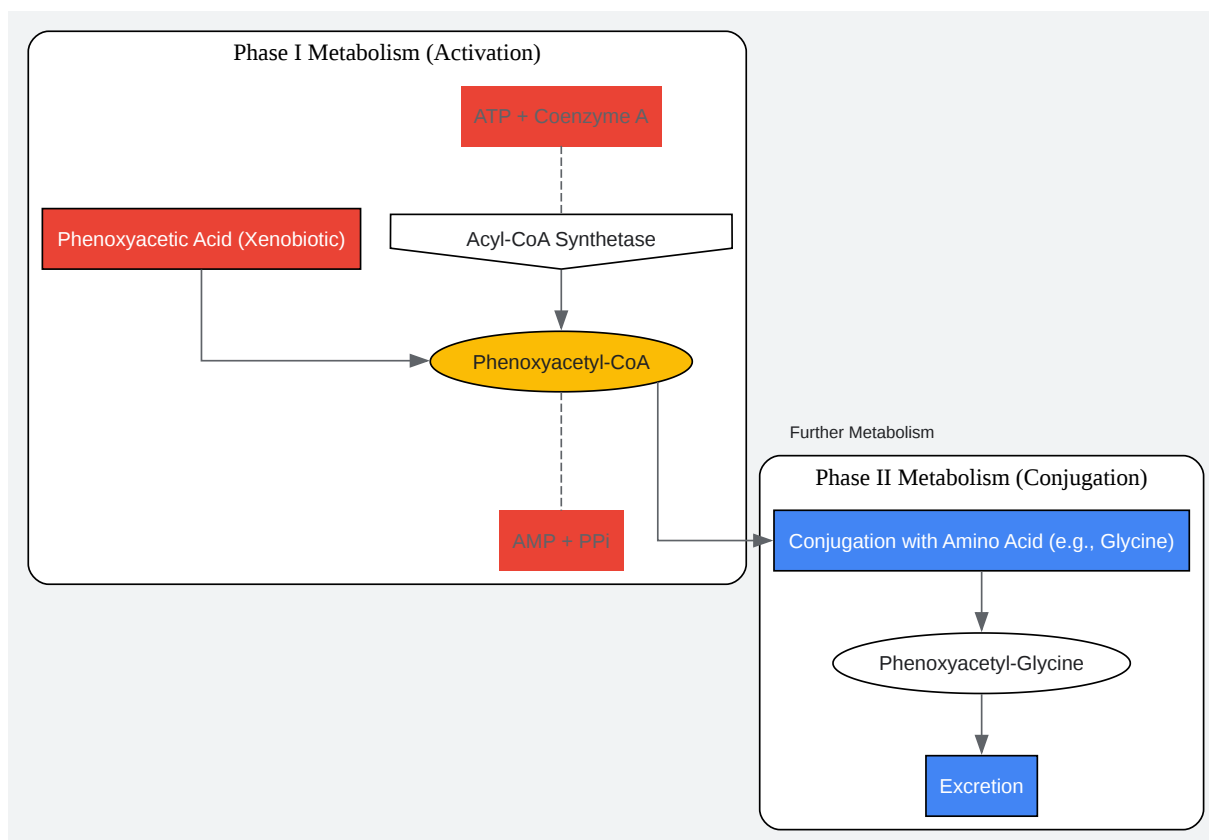 Phase I Metabolism (Activation)
ATP + Coenzyme A
Phenoxyacetic Acid (Xenobiotic)
Acyl-CoA Synthetase
Phenoxyacetyl-CoA
AMP + PPi
Further Metabolism
Phase II Metabolism (Conjugation)
Conjugation with Amino Acid (e.g., Glycine)
Phenoxyacetyl-Glycine
Excretion